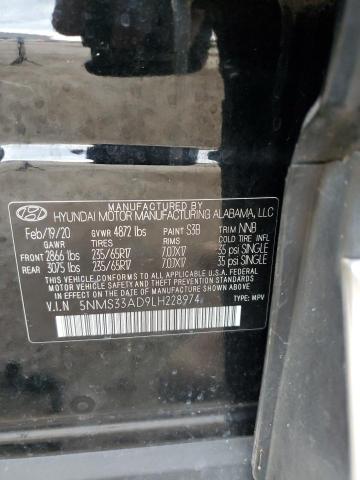 MANUFACTURED BY
HYUNDAI MOTOR MANUFACTURING ALABAMA, LLC
Feb/19/20 GVWR 4872 lbs PAINT S3B TRIM NNB
GAWR TIRES RIMS COLD TIRE INF
FRONT 2866 lbs 235/65R17 7.0JX17 35 psi SINGLE
REAR 3075 lbs 235/65R17 7.0JX17 35 psi SINGLE
THIS VEHICLE CONFORMS TO ALL APPLICABLE U.S. FEDERAL MOTOR
VEHICLE SAFETY AND THEFT PREVENTION STANDARDS IN EFFECT ON
THE DATE OF MANUFACTURE SHOWN ABOVE.
V.I.N 5NMS33AD9LH228974 TYPE: MPV